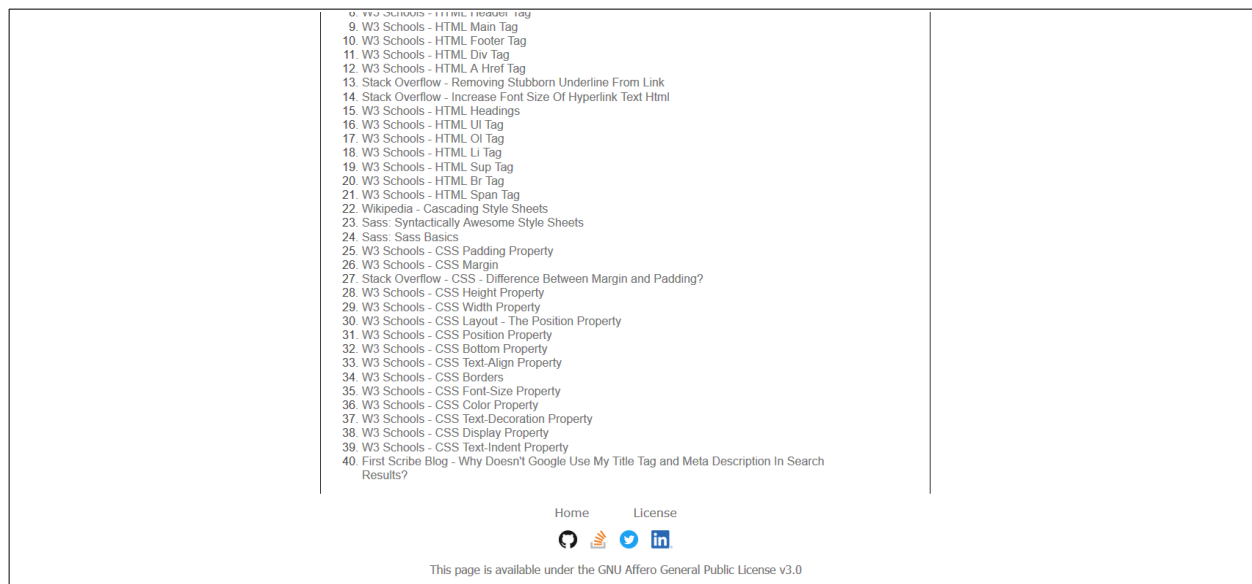 8. W3 Schools - HTML Header Tag
9. W3 Schools - HTML Main Tag
10. W3 Schools - HTML Footer Tag
11. W3 Schools - HTML Div Tag
12. W3 Schools - HTML A Href Tag
13. Stack Overflow - Removing Stubborn Underline From Link
14. Stack Overflow - Increase Font Size Of Hyperlink Text Html
15. W3 Schools - HTML Headings
16. W3 Schools - HTML Ul Tag
17. W3 Schools - HTML Ol Tag
18. W3 Schools - HTML Li Tag
19. W3 Schools - HTML Sup Tag
20. W3 Schools - HTML Br Tag
21. W3 Schools - HTML Span Tag
22. Wikipedia - Cascading Style Sheets
23. Sass: Syntactically Awesome Style Sheets
24. Sass: Sass Basics
25. W3 Schools - CSS Padding Property
26. W3 Schools - CSS Margin
27. Stack Overflow - CSS - Difference Between Margin and Padding?
28. W3 Schools - CSS Height Property
29. W3 Schools - CSS Width Property
30. W3 Schools - CSS Layout - The Position Property
31. W3 Schools - CSS Position Property
32. W3 Schools - CSS Bottom Property
33. W3 Schools - CSS Text-Align Property
34. W3 Schools - CSS Borders
35. W3 Schools - CSS Font-Size Property
36. W3 Schools - CSS Color Property
37. W3 Schools - CSS Text-Decoration Property
38. W3 Schools - CSS Display Property
39. W3 Schools - CSS Text-Indent Property
40. First Scribe Blog - Why Doesn't Google Use My Title Tag and Meta Description In Search
Results?
Home License
in
This page is available under the GNU Affero General Public License v3.0